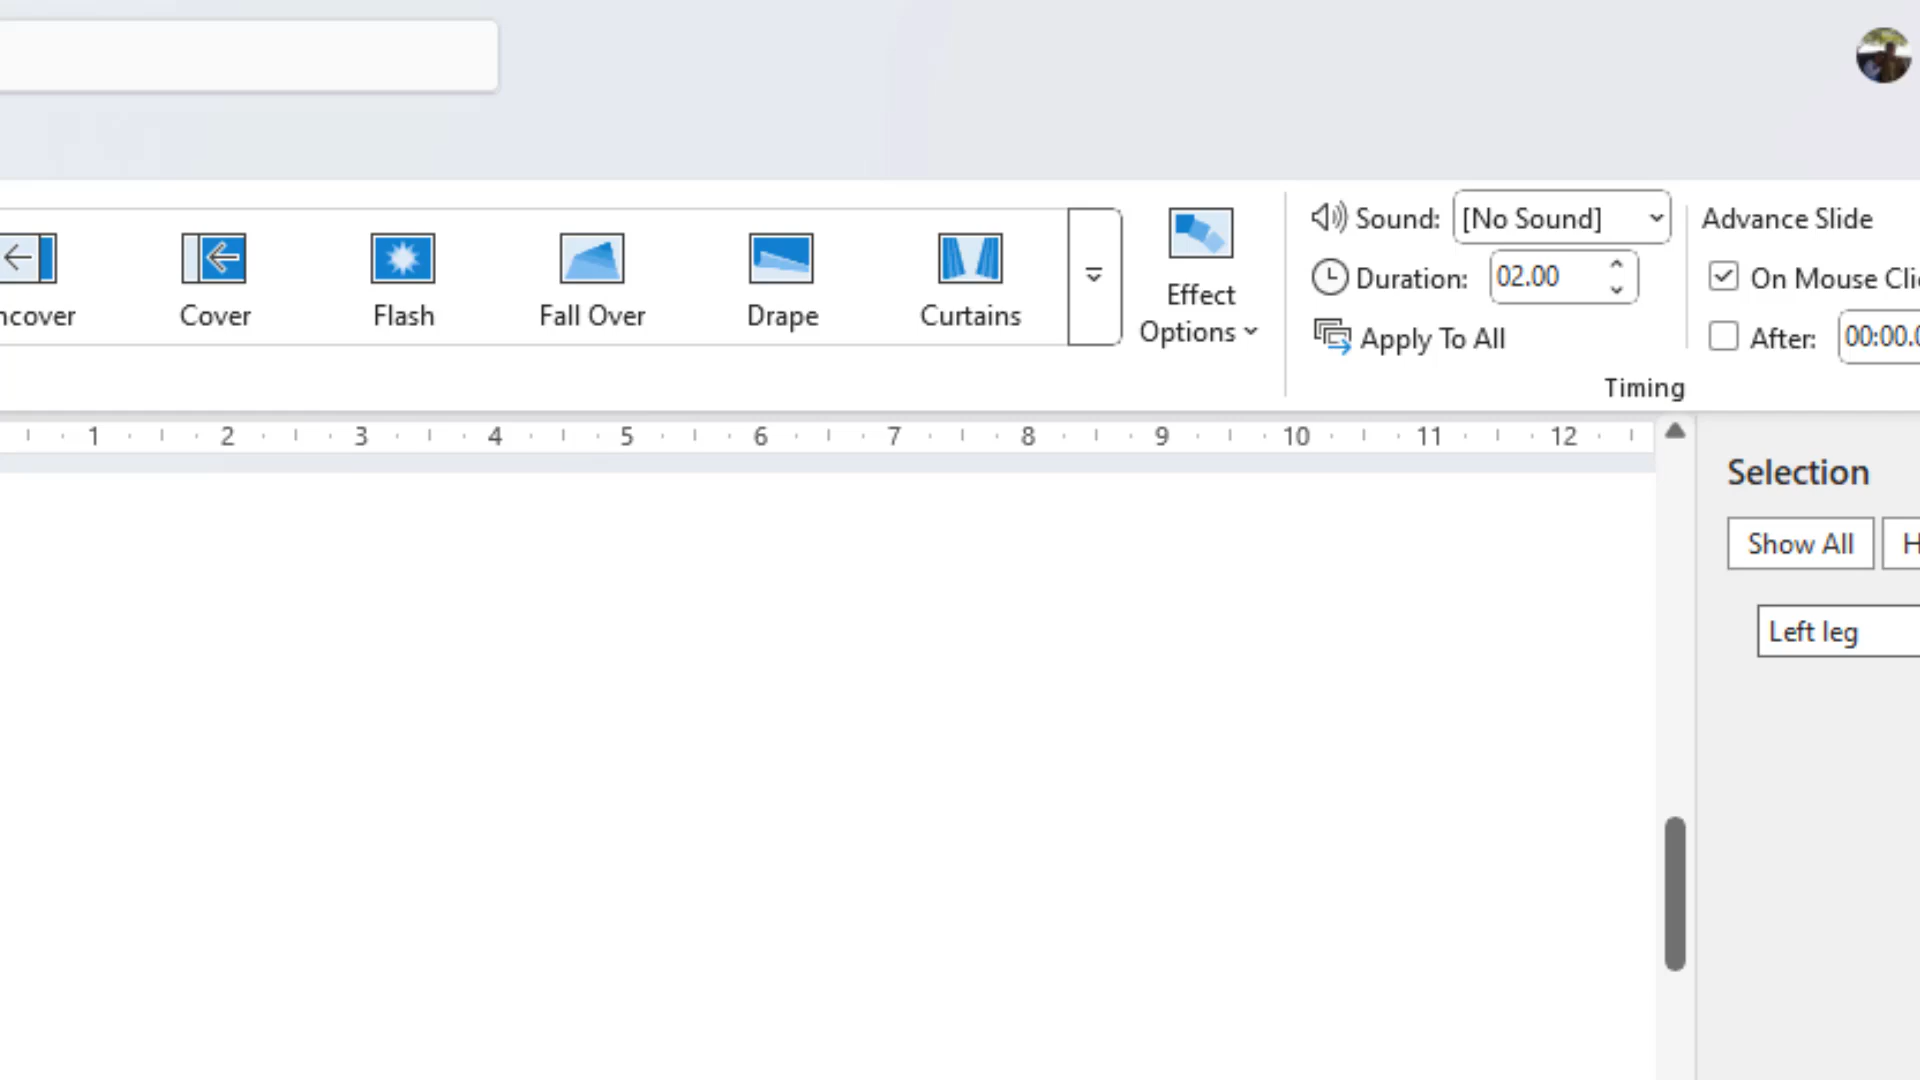 Sound: [No Sound]
Advance Slide
Duration: 02.00
On Mouse Cli
Effect Options
Apply To All
After: 00:00.0
ncover
Cover
Flash
Fall Over
Drape
Curtains
Timing
1 2 3 4 5 6 7 8 9 10 11 12
Selection
Show All
H
Left leg